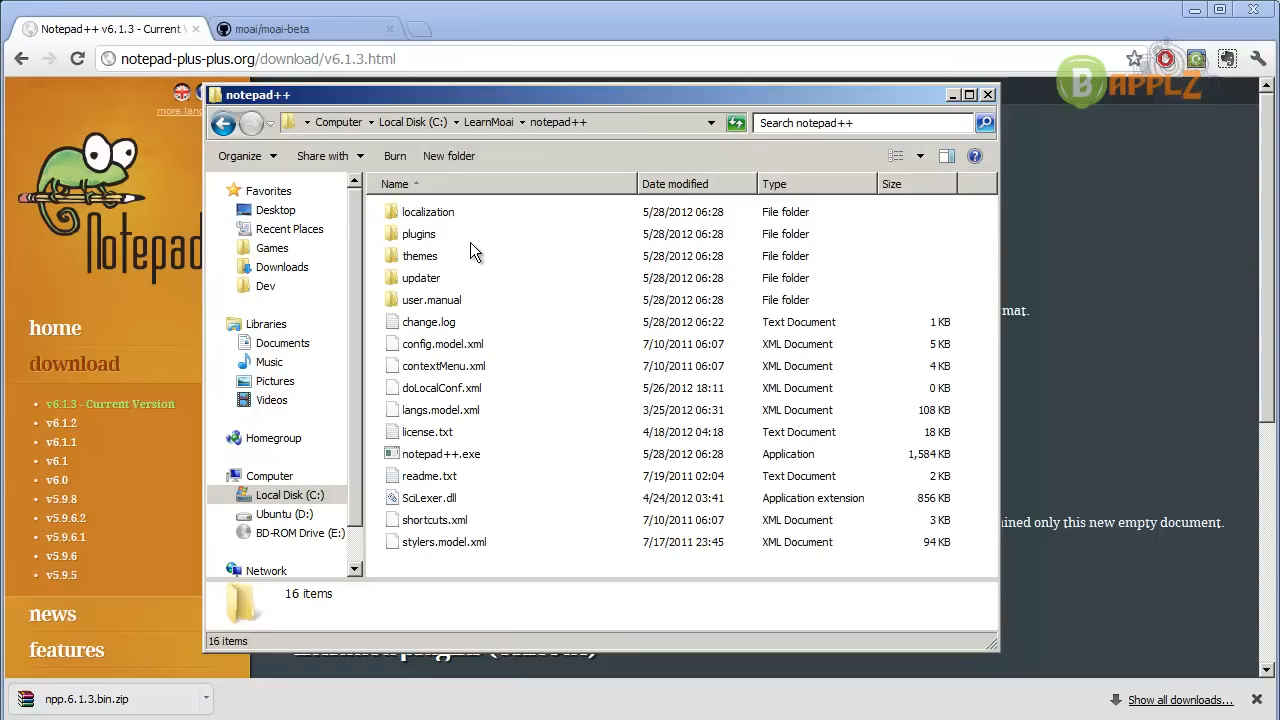 Notepad++ v6.1.3 - Current V
moai/moai-beta
notepad-plus-plus.org/download/v6.1.3.html
BAPPLZ
more lang
Notepad
home
download
v6.1.3 - Current Version
v6.1.2
v6.1.1
v6.1
v6.0
v5.9.8
v5.9.6.2
v5.9.6.1
v5.9.6
v5.9.5
news
features
notepad++
Computer Local Disk (C:) LearnMoai notepad++
Search notepad++
Organize Share with Burn New folder
Favorites
Desktop
Recent Places
Games
Downloads
Dev
Libraries
Documents
Music
Pictures
Videos
Homegroup
Computer
Local Disk (C:)
Ubuntu (D:)
BD-ROM Drive (E:)
Network
Name Date modified Type Size
localization 5/28/2012 06:28 File folder
plugins 5/28/2012 06:28 File folder
themes 5/28/2012 06:28 File folder
updater 5/28/2012 06:28 File folder
user.manual 5/28/2012 06:28 File folder
change.log 5/28/2012 06:22 Text Document 1 KB
config.model.xml 7/10/2011 06:07 XML Document 5 KB
contextMenu.xml 7/10/2011 06:07 XML Document 4 KB
doLocalConf.xml 5/26/2012 18:11 XML Document 0 KB
langs.model.xml 3/25/2012 06:31 XML Document 108 KB
license.txt 4/18/2012 04:18 Text Document 18 KB
notepad++.exe 5/28/2012 06:28 Application 1,584 KB
readme.txt 7/19/2011 02:04 Text Document 2 KB
SciLexer.dll 4/24/2012 03:41 Application extension 856 KB
shortcuts.xml 7/10/2011 06:07 XML Document 3 KB
stylers.model.xml 7/17/2011 23:45 XML Document 94 KB
16 items
16 items
mat.
ined only this new empty document.
npp.6.1.3.bin.zip
Show all downloads...